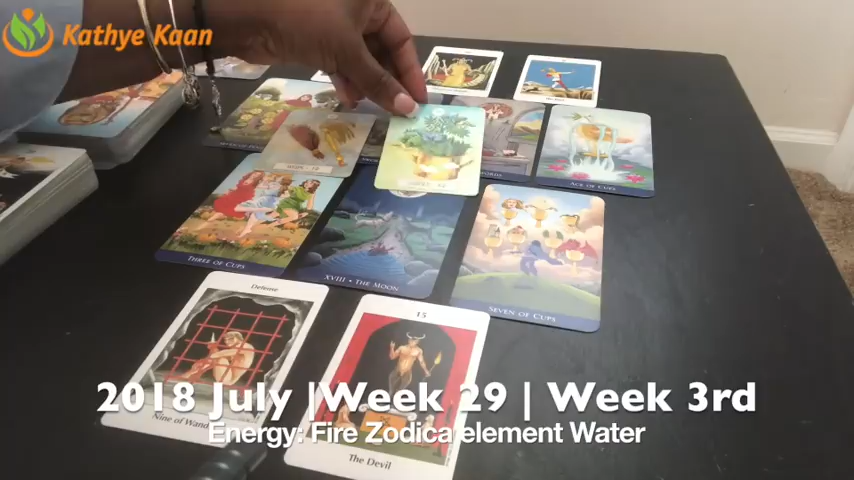 Kathye Kaan
ACE OF CUPS
THREE OF CUPS
XVIII • THE MOON
SEVEN OF CUPS
Defense
15
Nine of Wands
The Devil
2018 July |Week 29 | Week 3rd
Energy: Fire Zodica element Water